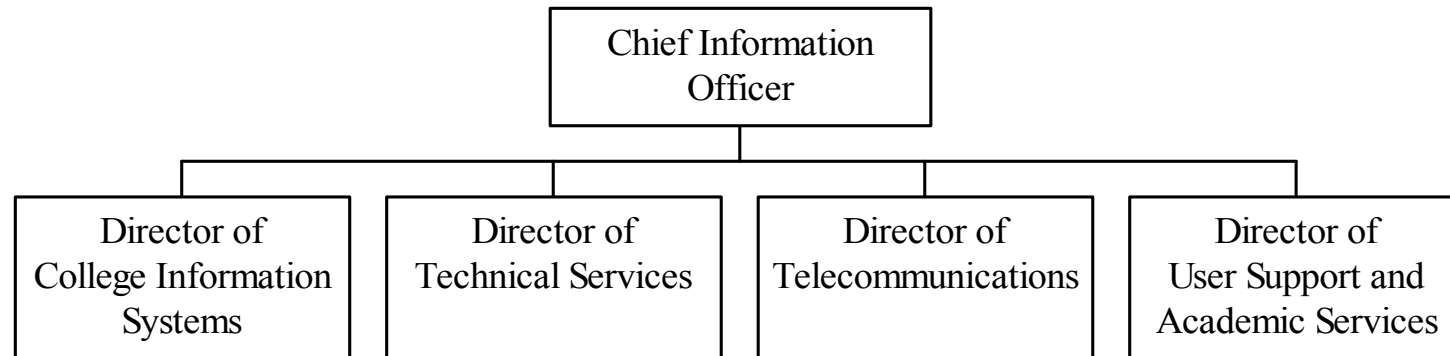 Chief Information
Officer
Director of
College Information
Systems
Director of
Technical Services
Director of
Telecommunications
Director of
User Support and
Academic Services